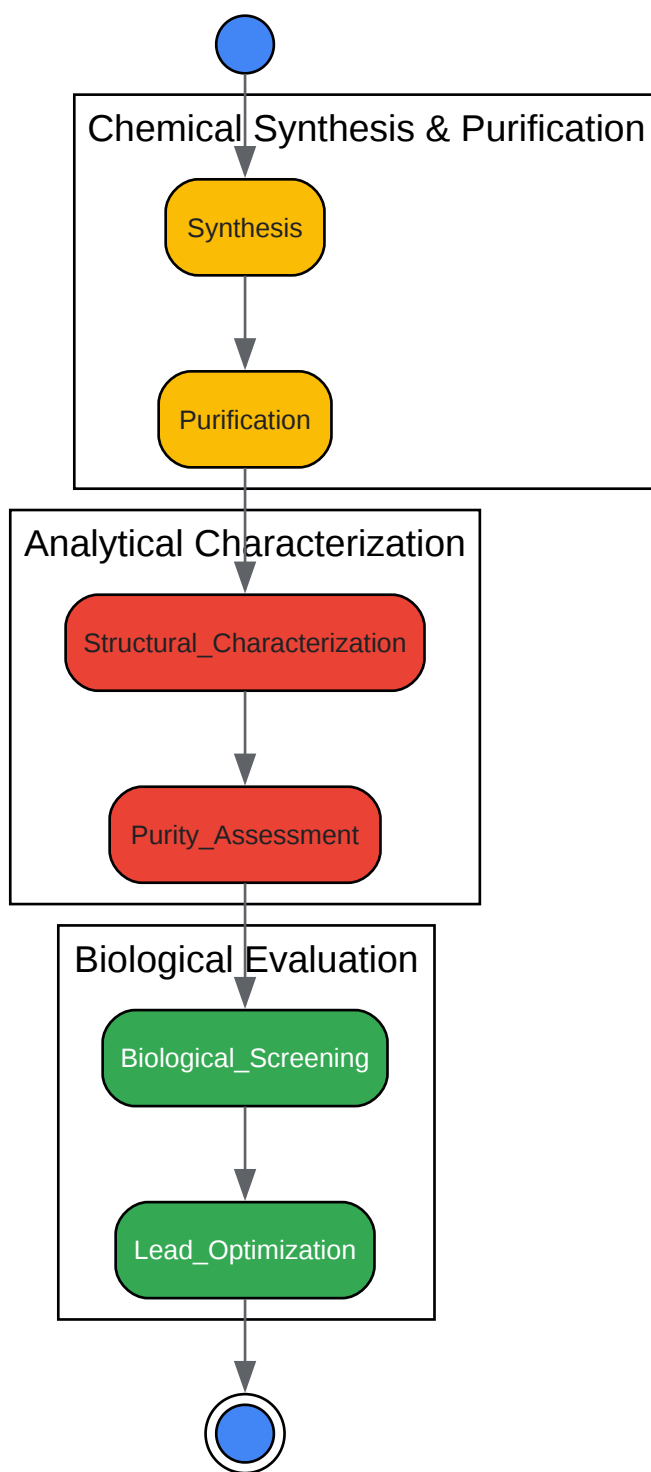 Chemical Synthesis & Purification
Synthesis
Purification
Analytical Characterization
Structural_Characterization
Purity_Assessment
Biological Evaluation
Biological_Screening
Lead_Optimization